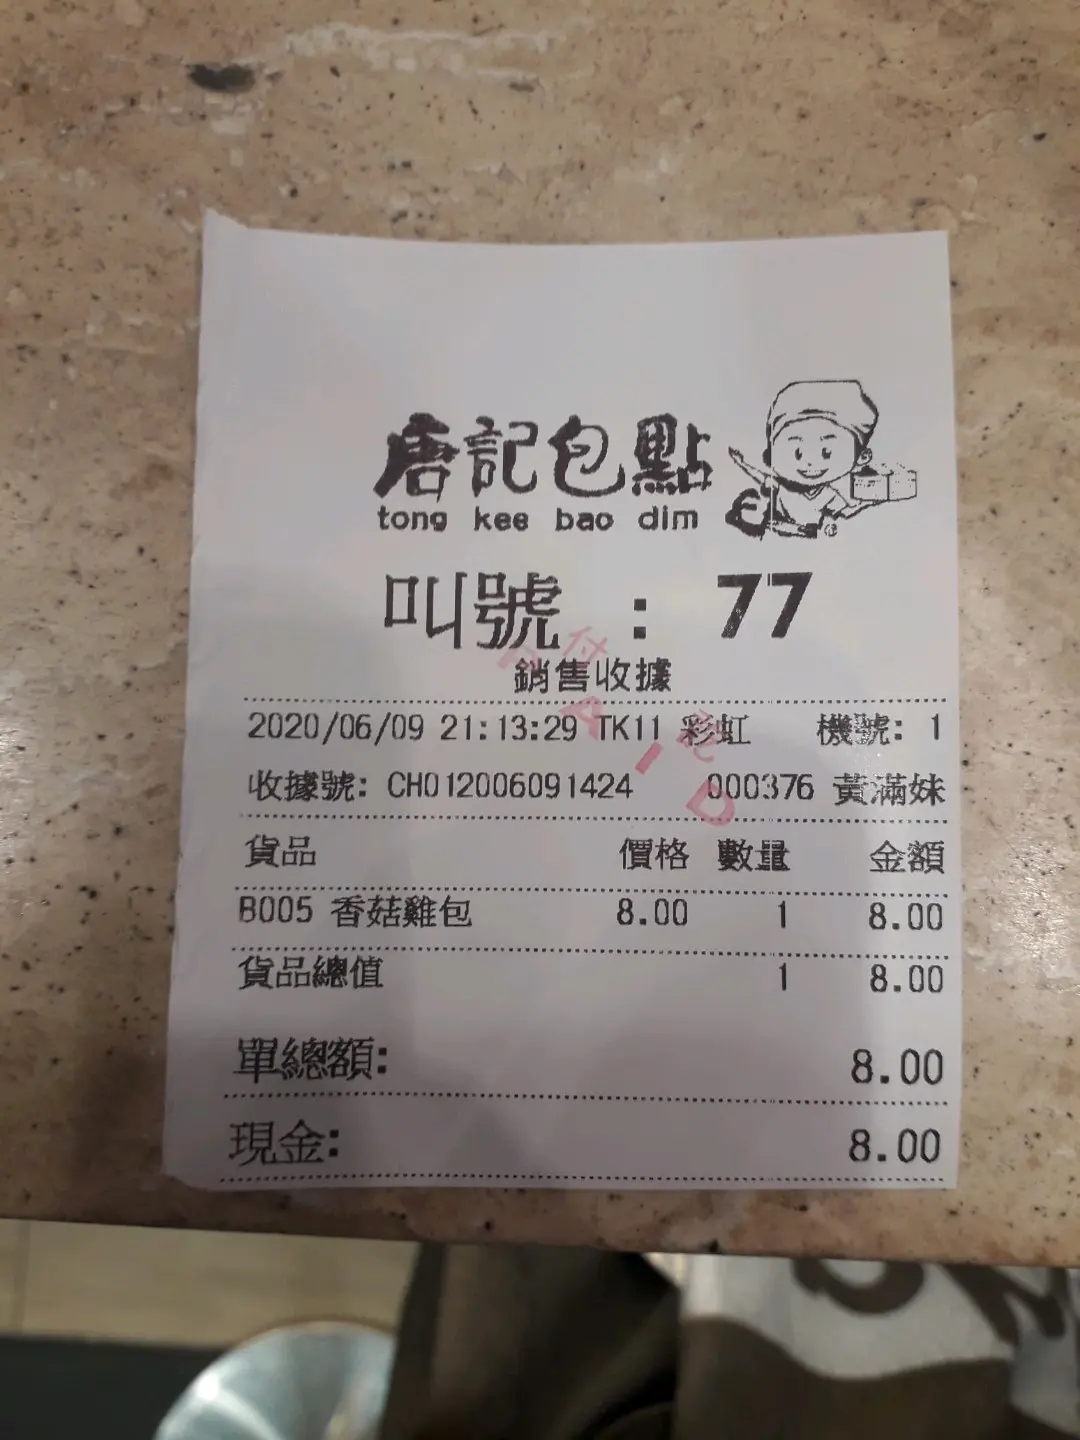 唐記包點
tong kee bao dim
叫號 : 77
付訖
PAID
銷售收據
2020/06/09 21:13:29 TK11 彩虹 機號: 1
收據號: CH012006091424 000376 黃滿妹
貨品 價格 數量 金額
B005 香菇雞包 8.00 1 8.00
貨品總值 1 8.00
單總額: 8.00
現金: 8.00